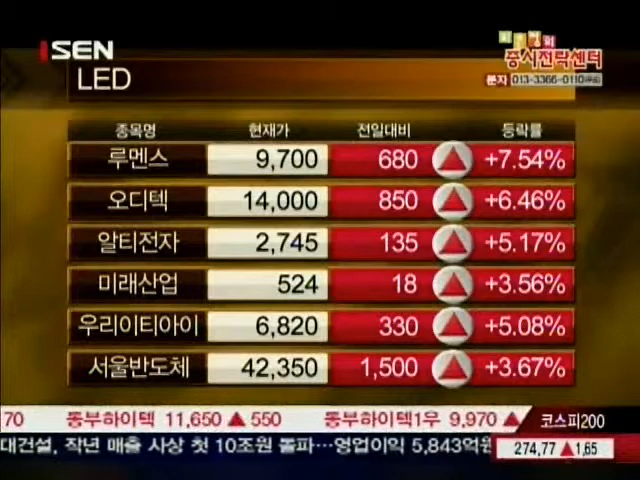 SEN
증시전략센터
LED
문자 013-3366-0110
종목명 현재가 전일대비 등락률
루멘스 9,700 680 ▲ +7.54%
오디텍 14,000 850 ▲ +6.46%
알티전자 2,745 135 ▲ +5.17%
미래산업 524 18 ▲ +3.56%
우리이티아이 6,820 330 ▲ +5.08%
서울반도체 42,350 1,500 ▲ +3.67%
70 동부하이텍 11,650 ▲ 550 동부하이텍1우 9,970 ▲ 코스피200
대건설, 작년 매출 사상 첫 10조원 돌파…영업이익 5,843억원 274,77 ▲1,65